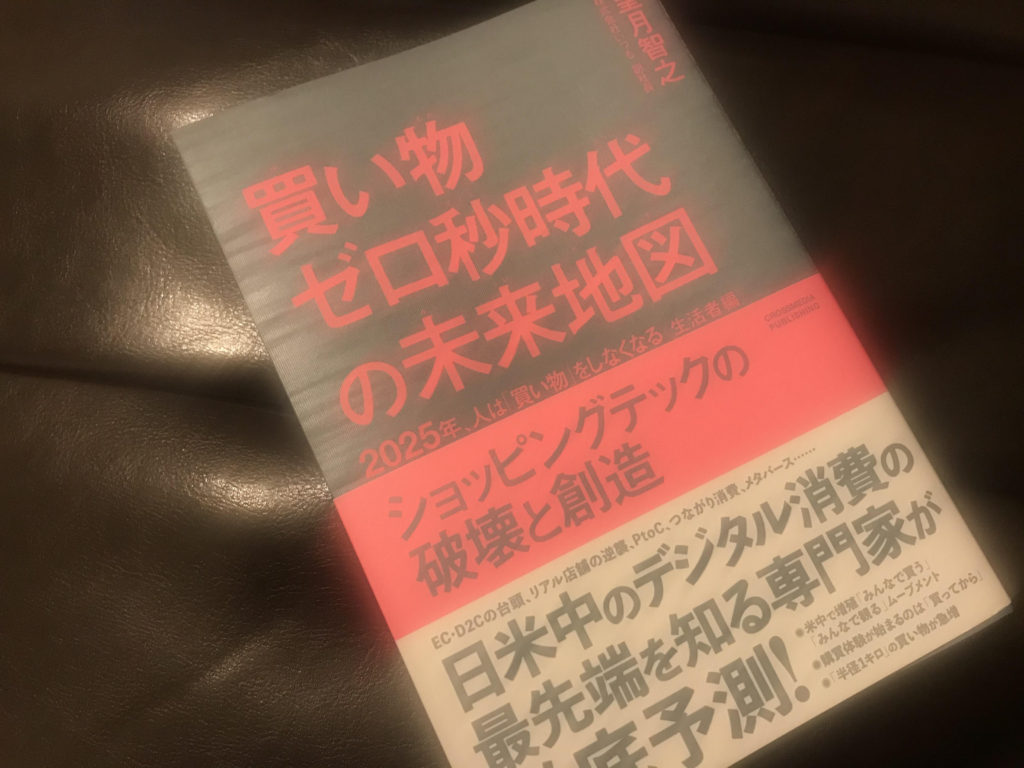 望月智之
買い物
ゼロ秒時代
の未来地図
2025年、人は「買い物」をしなくなる 生活者編
CROSSMEDIA
PUBLISHING
ショッピングテックの
破壊と創造
EC・D2Cの台頭、リアル店舗の逆襲、PtoC、つながり消費、メタバース……
日米中のデジタル消費の
最先端を知る専門家が
底予測!
●米中で増殖「みんなで買う」
「みんなで観る」ムーブメント
●購買体験が始まるのは「買ってから」
●「半径1キロ」の買い物が急増